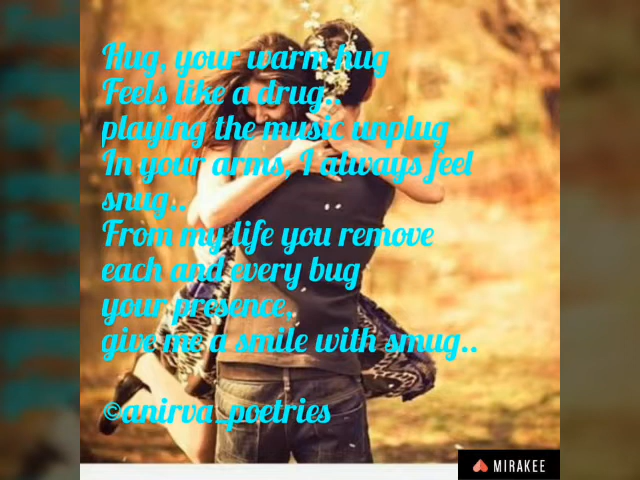 Hug, your warm hug
Feels like a drug..
playing the music unplug
In your arms, I always feel
snug..
From my life you remove
each and every bug
your presence,
give me a smile with smug..
©anirva_poetries
MIRAKEE